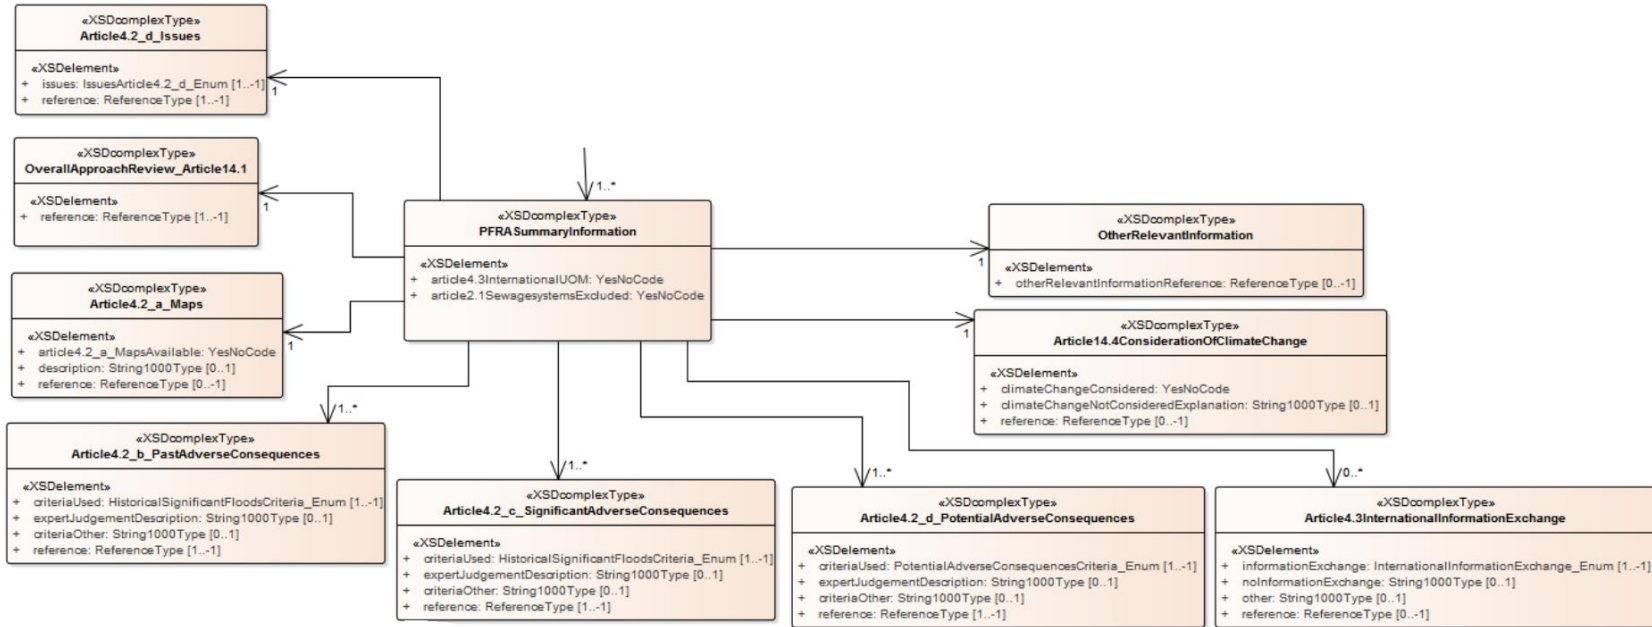 «XSDcomplexType»
Article4.2_d_Issues
«XSDelement»
+ issues: IssuesArticle4.2_d_Enum [1..-1]
+ reference: ReferenceType [1..-1]
1
«XSDcomplexType»
OverallApproachReview_Article14.1
«XSDelement»
+ reference: ReferenceType [1..-1]
1
«XSDcomplexType»
Article4.2_a_Maps
«XSDelement»
+ article4.2_a_MapsAvailable: YesNoCode
+ description: String1000Type [0..1]
+ reference: ReferenceType [0..-1]
1
1..*
«XSDcomplexType»
PFRASummaryInformation
«XSDelement»
+ article4.3InternationalUOM: YesNoCode
+ article2.1SewagesystemsExcluded: YesNoCode
1
«XSDcomplexType»
OtherRelevantInformation
«XSDelement»
+ otherRelevantInformationReference: ReferenceType [0..-1]
1
«XSDcomplexType»
Article14.4ConsiderationOfClimateChange
«XSDelement»
+ climateChangeConsidered: YesNoCode
+ climateChangeNotConsideredExplanation: String1000Type [0..1]
+ reference: ReferenceType [0..-1]
1..*
«XSDcomplexType»
Article4.2_b_PastAdverseConsequences
«XSDelement»
+ criteriaUsed: HistoricalSignificantFloodsCriteria_Enum [1..-1]
+ expertJudgementDescription: String1000Type [0..1]
+ criteriaOther: String1000Type [0..1]
+ reference: ReferenceType [1..-1]
1..*
«XSDcomplexType»
Article4.2_c_SignificantAdverseConsequences
«XSDelement»
+ criteriaUsed: HistoricalSignificantFloodsCriteria_Enum [1..-1]
+ expertJudgementDescription: String1000Type [0..1]
+ criteriaOther: String1000Type [0..1]
+ reference: ReferenceType [1..-1]
1..*
«XSDcomplexType»
Article4.2_d_PotentialAdverseConsequences
«XSDelement»
+ criteriaUsed: PotentialAdverseConsequencesCriteria_Enum [1..-1]
+ expertJudgementDescription: String1000Type [0..1]
+ criteriaOther: String1000Type [0..1]
+ reference: ReferenceType [1..-1]
0..*
«XSDcomplexType»
Article4.3InternationalInformationExchange
«XSDelement»
+ informationExchange: InternationalInformationExchange_Enum [1..-1]
+ noInformationExchange: String1000Type [0..1]
+ other: String1000Type [0..1]
+ reference: ReferenceType [0..-1]